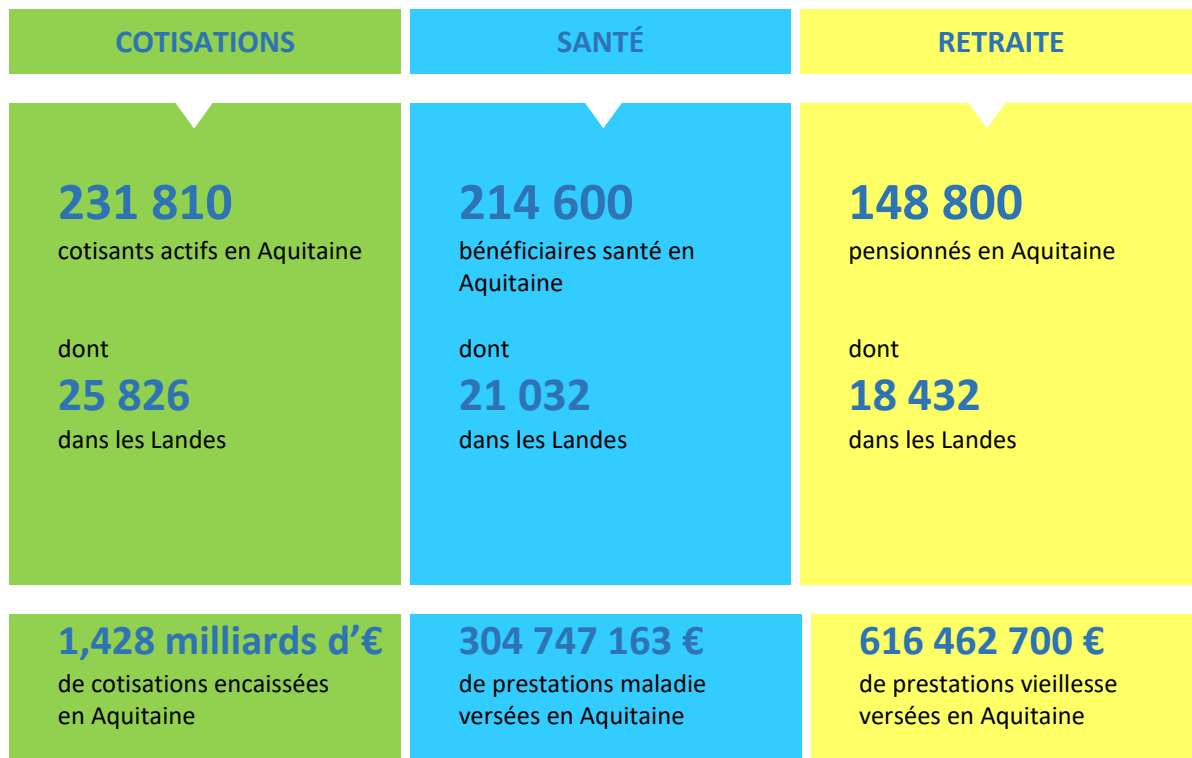 COTISATIONS
231 810
cotisants actifs en Aquitaine
dont
25 826
dans les Landes
1,428 milliards d’€
de cotisations encaissées
en Aquitaine
SANTÉ
214 600
bénéficiaires santé en
Aquitaine
dont
21 032
dans les Landes
304 747 163 €
de prestations maladie
versées en Aquitaine
RETRAITE
148 800
pensionnés en Aquitaine
dont
18 432
dans les Landes
616 462 700 €
de prestations vieillesse
versées en Aquitaine